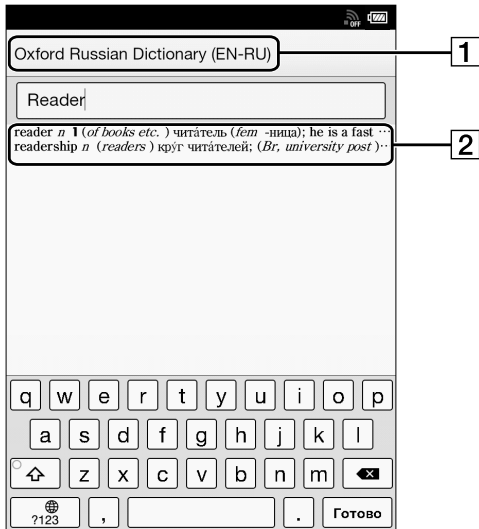 OFF
Oxford Russian Dictionary (EN-RU)
1
Reader
reader n 1 (of books etc. ) чита́тель (fem -ница); he is a fast ···
readership n (readers ) кру́г чита́телей; (Br, university post )··
2
q w e r t y u i o p
a s d f g h j k l
z x c v b n m
?123 , . Готово